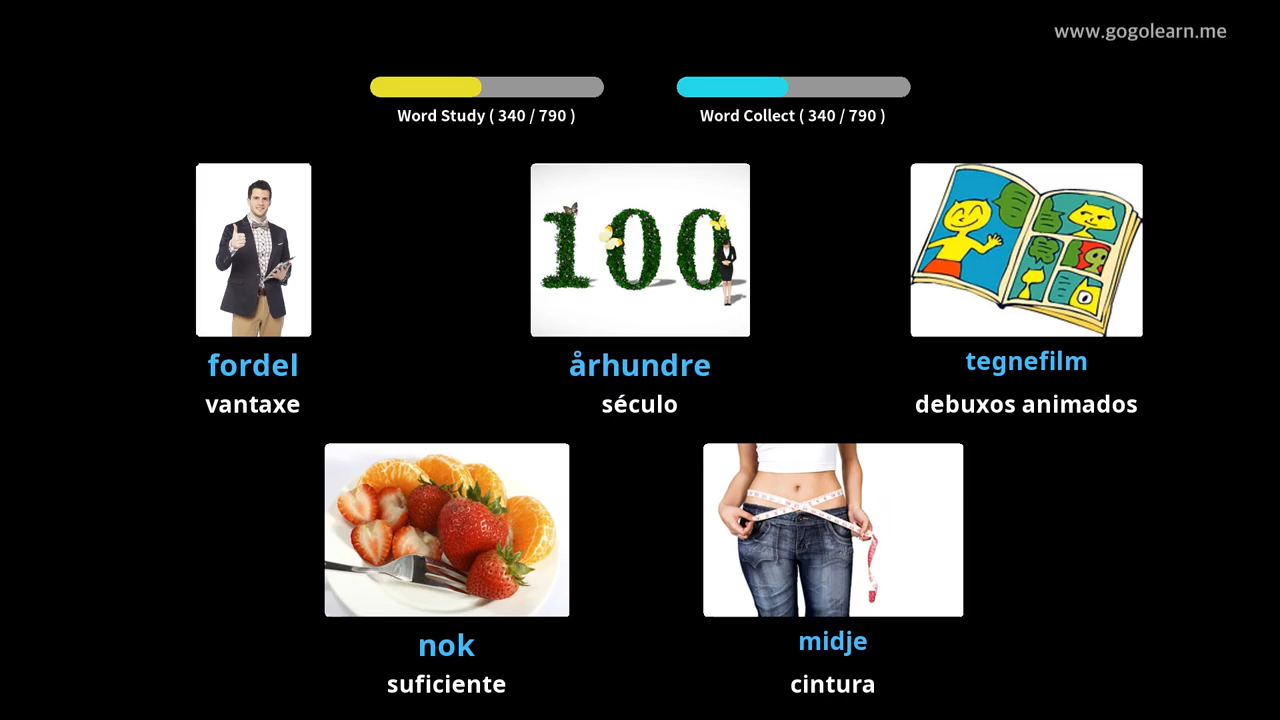 www.gogolearn.me
Word Study ( 340 / 790 )
Word Collect ( 340 / 790 )
100
fordel
vantaxe
århundre
século
tegnefilm
debuxos animados
nok
suficiente
midje
cintura